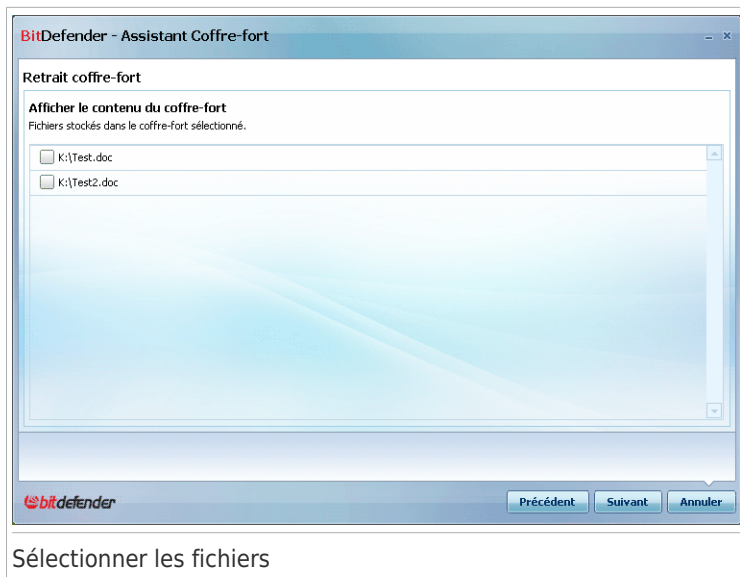 BitDefender - Assistant Coffre-fort
Retrait coffre-fort
Afficher le contenu du coffre-fort
Fichiers stockés dans le coffre-fort sélectionné.
K:\Test.doc
K:\Test2.doc
bitdefender
Précédent
Suivant
Annuler
Sélectionner les fichiers